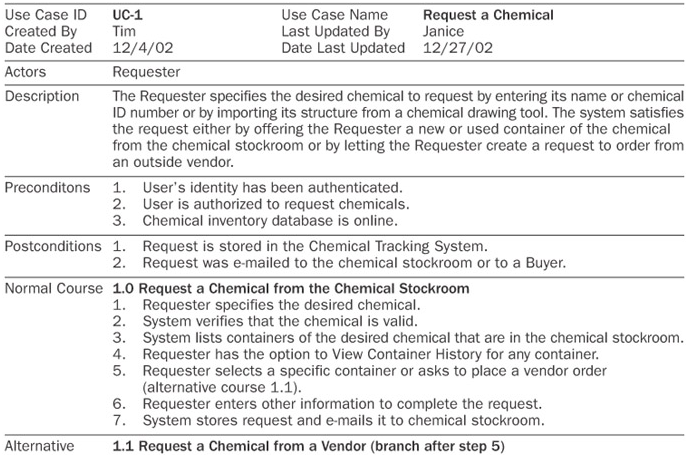 Use Case ID UC-1 Use Case Name Request a Chemical
Created By Tim Last Updated By Janice
Date Created 12/4/02 Date Last Updated 12/27/02
Actors Requester
Description The Requester specifies the desired chemical to request by entering its name or chemical
ID number or by importing its structure from a chemical drawing tool. The system satisfies
the request either by offering the Requester a new or used container of the chemical
from the chemical stockroom or by letting the Requester create a request to order from
an outside vendor.
Preconditons 1. User's identity has been authenticated.
2. User is authorized to request chemicals.
3. Chemical inventory database is online.
Postconditions 1. Request is stored in the Chemical Tracking System.
2. Request was e-mailed to the chemical stockroom or to a Buyer.
Normal Course 1.0 Request a Chemical from the Chemical Stockroom
1. Requester specifies the desired chemical.
2. System verifies that the chemical is valid.
3. System lists containers of the desired chemical that are in the chemical stockroom.
4. Requester has the option to View Container History for any container.
5. Requester selects a specific container or asks to place a vendor order
(alternative course 1.1).
6. Requester enters other information to complete the request.
7. System stores request and e-mails it to chemical stockroom.
Alternative 1.1 Request a Chemical from a Vendor (branch after step 5)